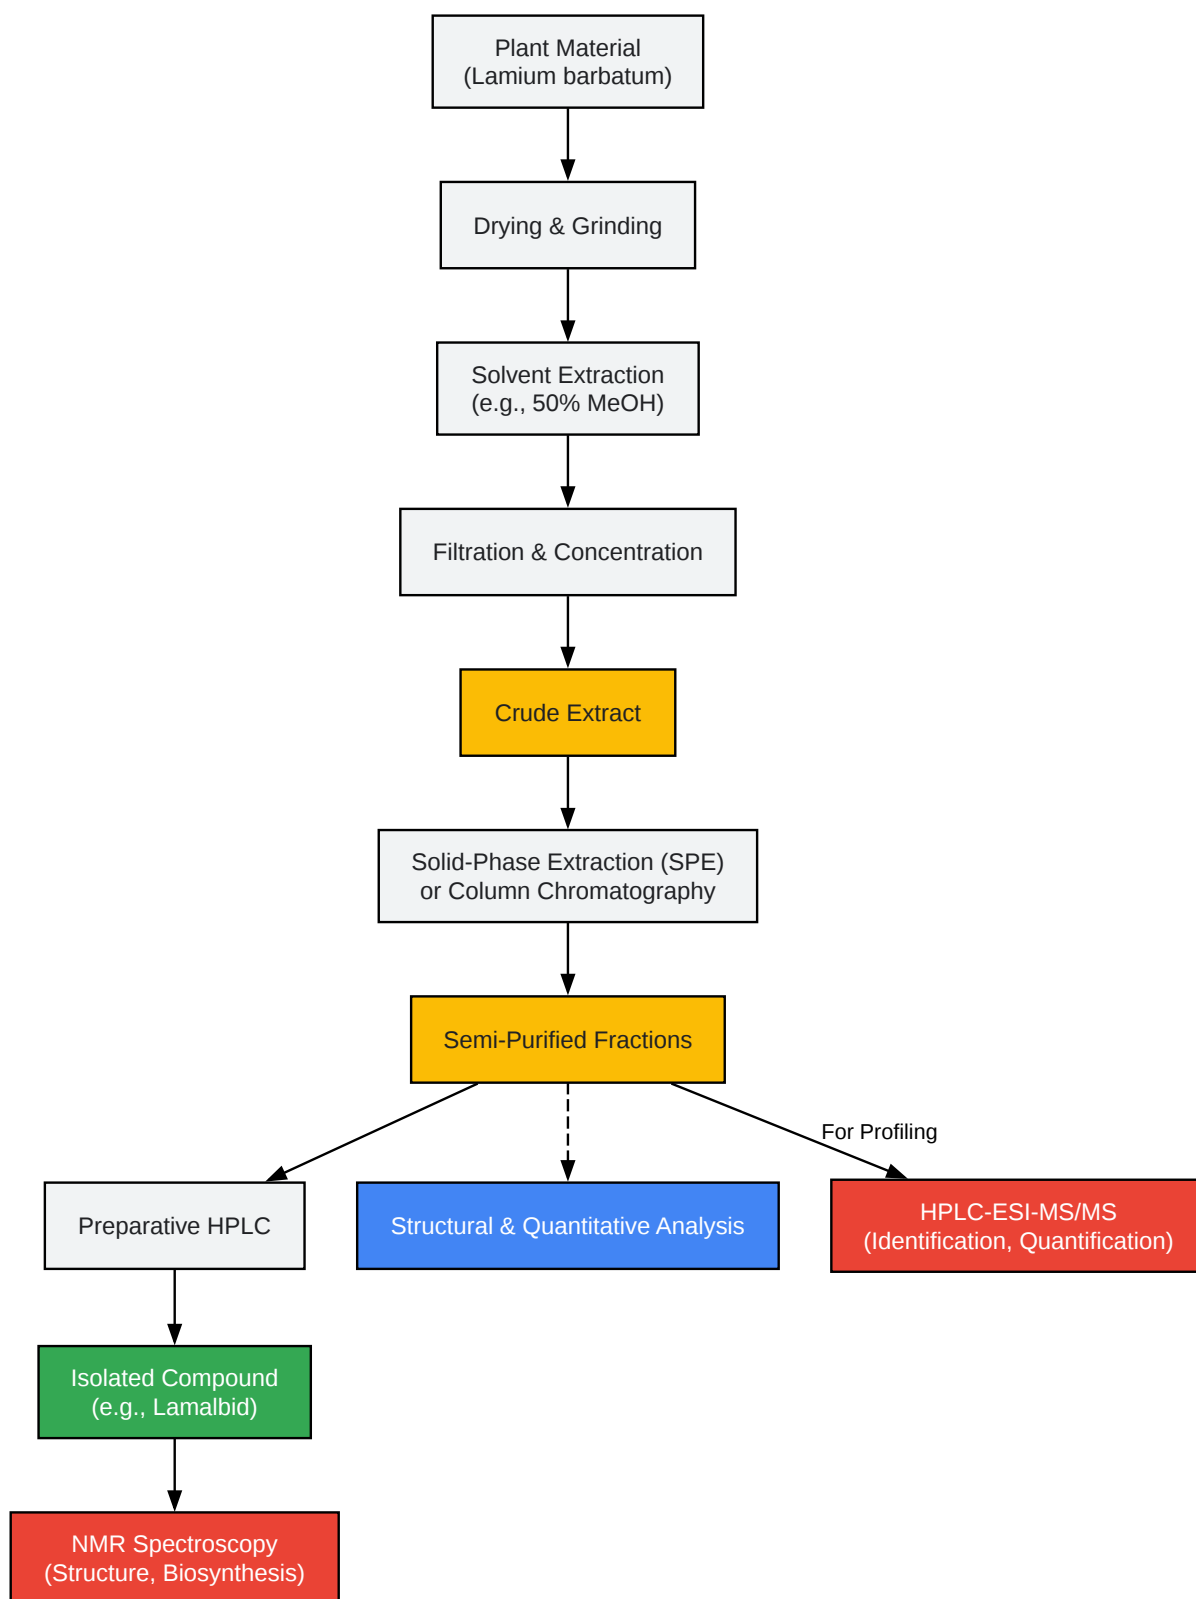 Plant Material
(Lamium barbatum)
Drying & Grinding
Solvent Extraction
(e.g., 50% MeOH)
Filtration & Concentration
Crude Extract
Solid-Phase Extraction (SPE)
or Column Chromatography
Semi-Purified Fractions
For Profiling
Preparative HPLC
Structural & Quantitative Analysis
HPLC-ESI-MS/MS
(Identification, Quantification)
Isolated Compound
(e.g., Lamalbid)
NMR Spectroscopy
(Structure, Biosynthesis)